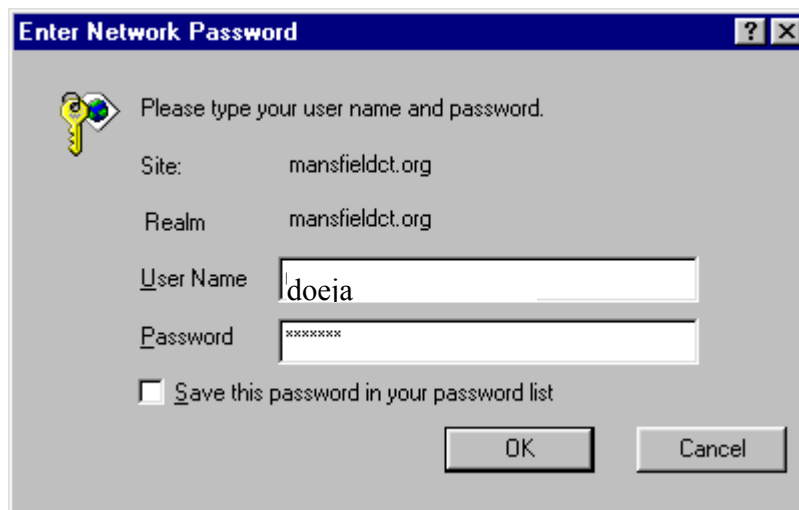 Enter Network Password
Please type your user name and password.
Site: mansfieldct.org
Realm mansfieldct.org
User Name doeja
Password *******
Save this password in your password list
OK Cancel